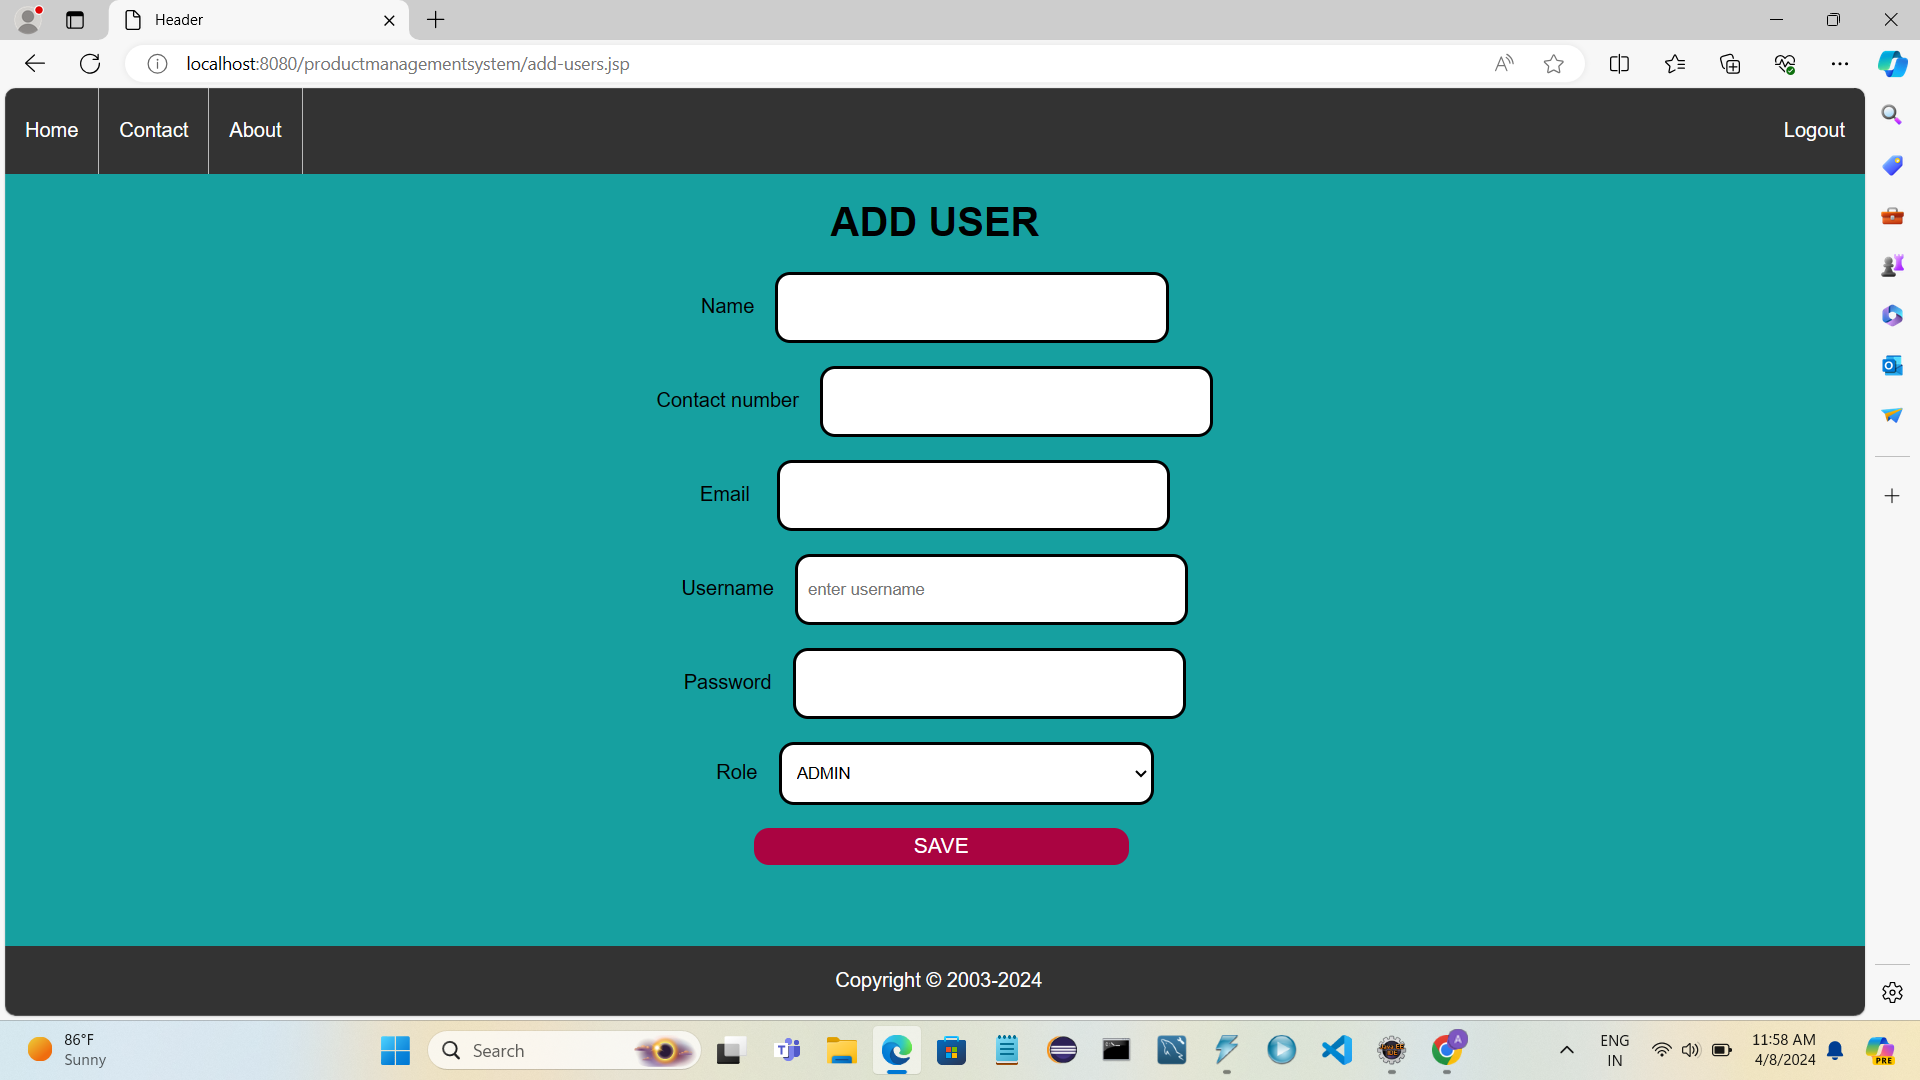 Header
localhost:8080/productmanagementsystem/add-users.jsp
Home Contact About Logout
ADD USER
Name
Contact number
Email
Username enter username
Password
Role ADMIN
SAVE
Copyright © 2003-2024
86°F
Sunny
Search
ENG
IN
11:58 AM
4/8/2024
A
PRE